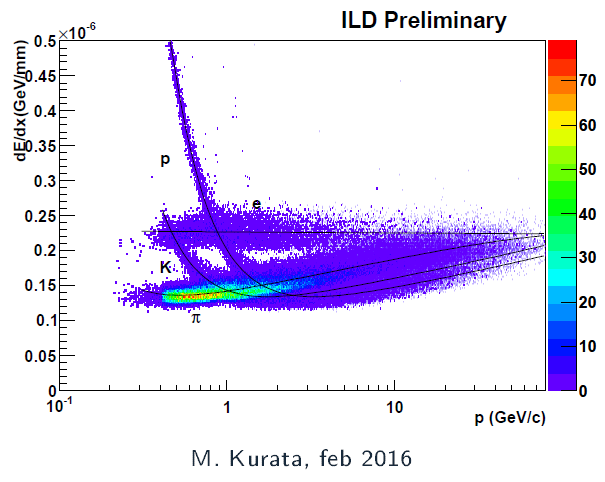 ILD Preliminary
×10^-6
dE/dx(GeV/mm)
0.5
0.45
0.4
0.35
0.3
0.25
0.2
0.15
0.1
0.05
0
p
e
K
π
70
60
50
40
30
20
10
0
10^-1
1
10
p (GeV/c)
M. Kurata, feb 2016